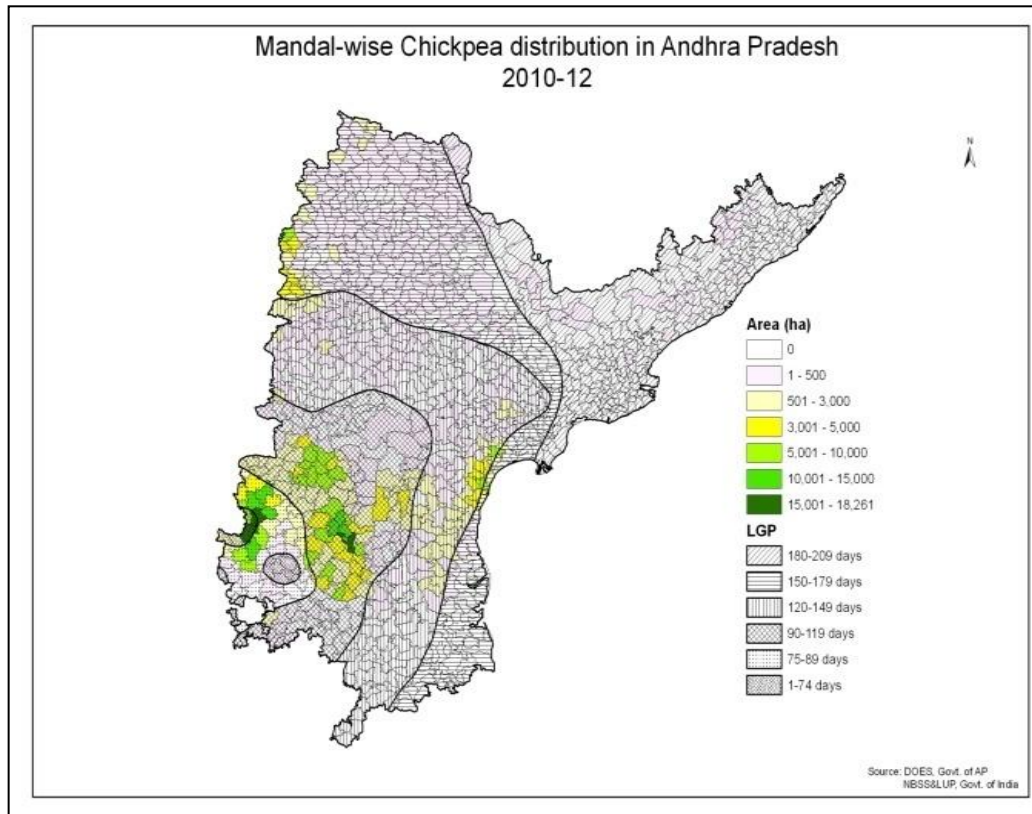 Mandal-wise Chickpea distribution in Andhra Pradesh
2010-12
N
Area (ha)
0
1 - 500
501 - 3,000
3,001 - 5,000
5,001 - 10,000
10,001 - 15,000
15,001 - 18,261
LGP
180-209 days
150-179 days
120-149 days
90-119 days
75-89 days
1-74 days
Source: DOES, Govt. of AP
NBSS&LUP, Govt. of India